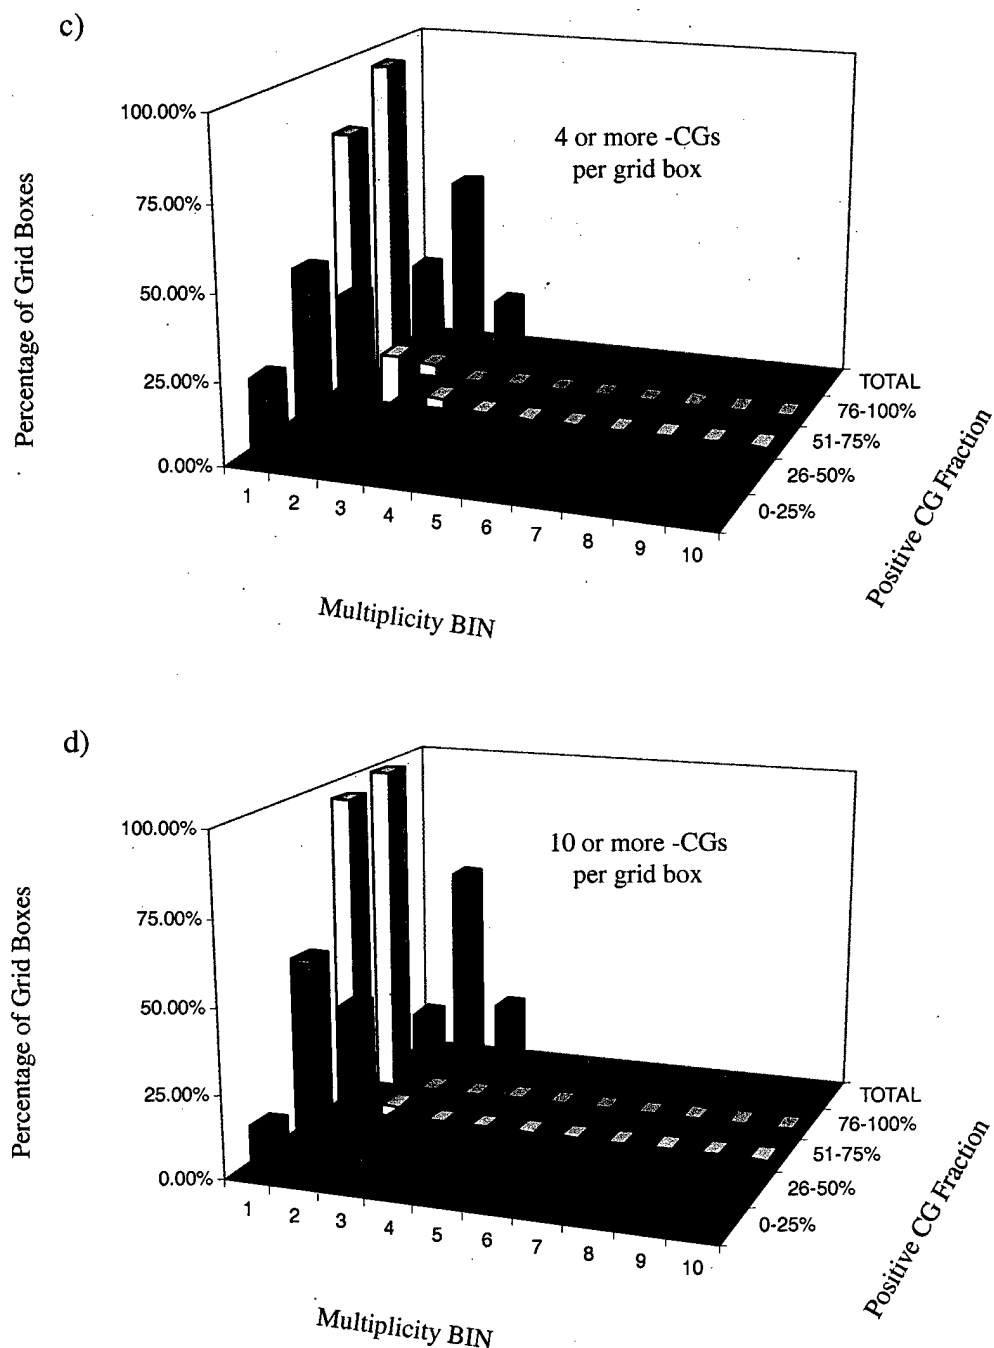 c)
4 or more -CGs
per grid box
100.00%
75.00%
50.00%
25.00%
0.00%
Percentage of Grid Boxes
1 2 3 4 5 6 7 8 9 10
Multiplicity BIN
TOTAL
76-100%
51-75%
26-50%
0-25%
Positive CG Fraction
d)
10 or more -CGs
per grid box
100.00%
75.00%
50.00%
25.00%
0.00%
Percentage of Grid Boxes
1 2 3 4 5 6 7 8 9 10
Multiplicity BIN
TOTAL
76-100%
51-75%
26-50%
0-25%
Positive CG Fraction